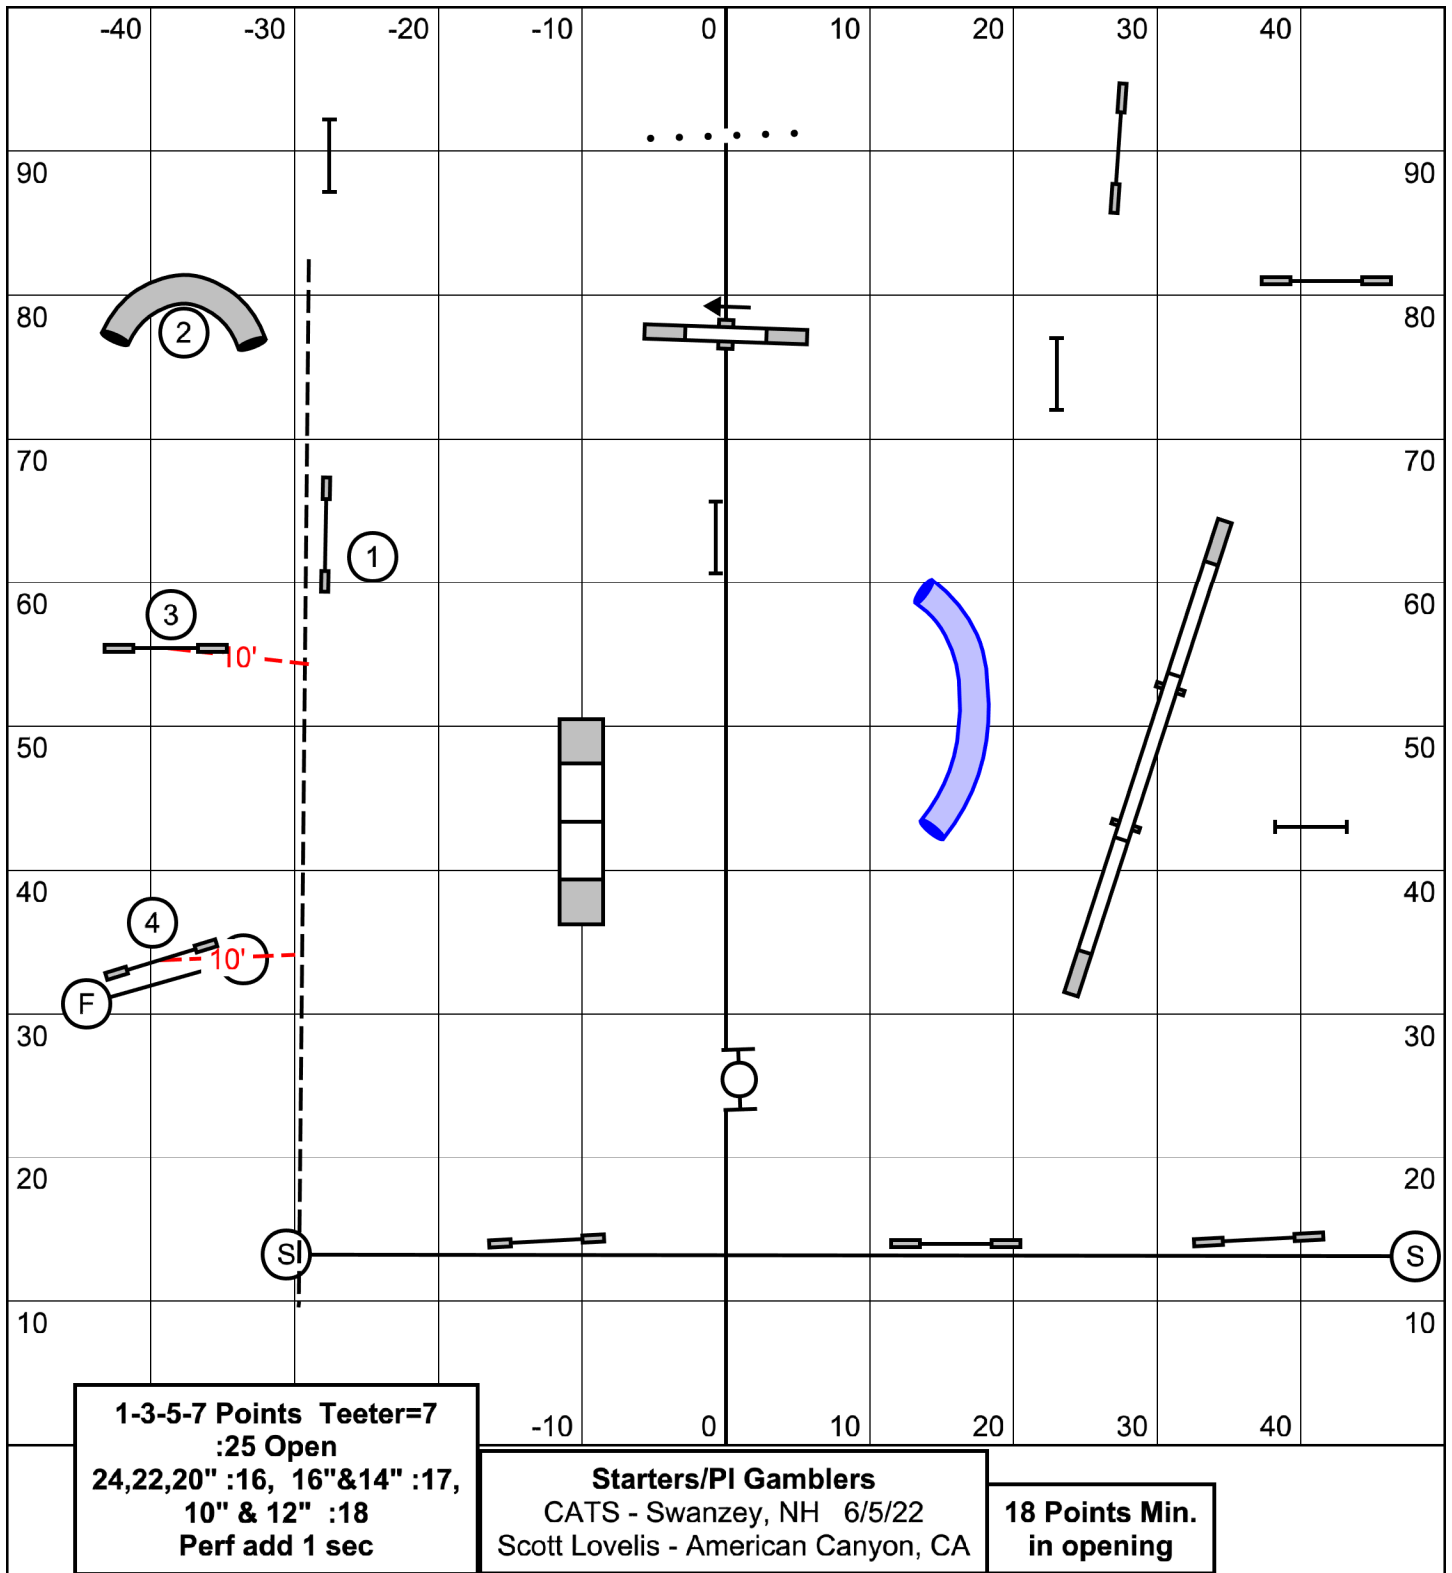 -40 -30 -20 -10 0 10 20 30 40
90 90
80 80
2
70 70
1
60 60
3
10'
50 50
40 40
4
10'
F
30 30
20 20
S S
10 10
-10 0 10 20 30 40
1-3-5-7 Points Teeter=7
:25 Open
24,22,20" :16, 16"&14" :17,
10" & 12" :18
Perf add 1 sec
Starters/PI Gamblers
CATS - Swanzey, NH 6/5/22
Scott Lovelis - American Canyon, CA
18 Points Min.
in opening